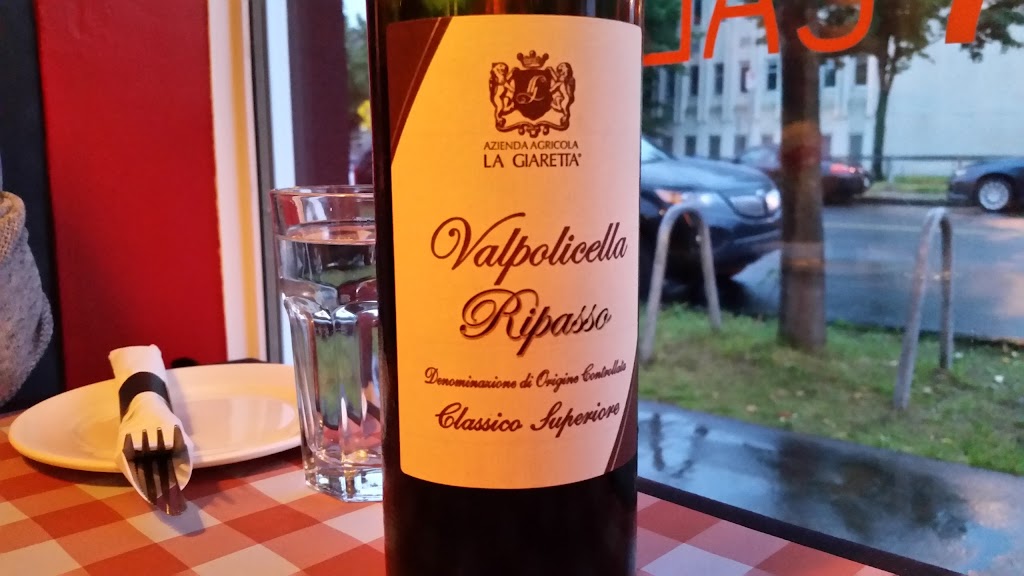 AZIENDA AGRICOLA
LA GIARETTA®
Valpolicella
Ripasso
Denominazione di Origine Controllata
Classico Superiore